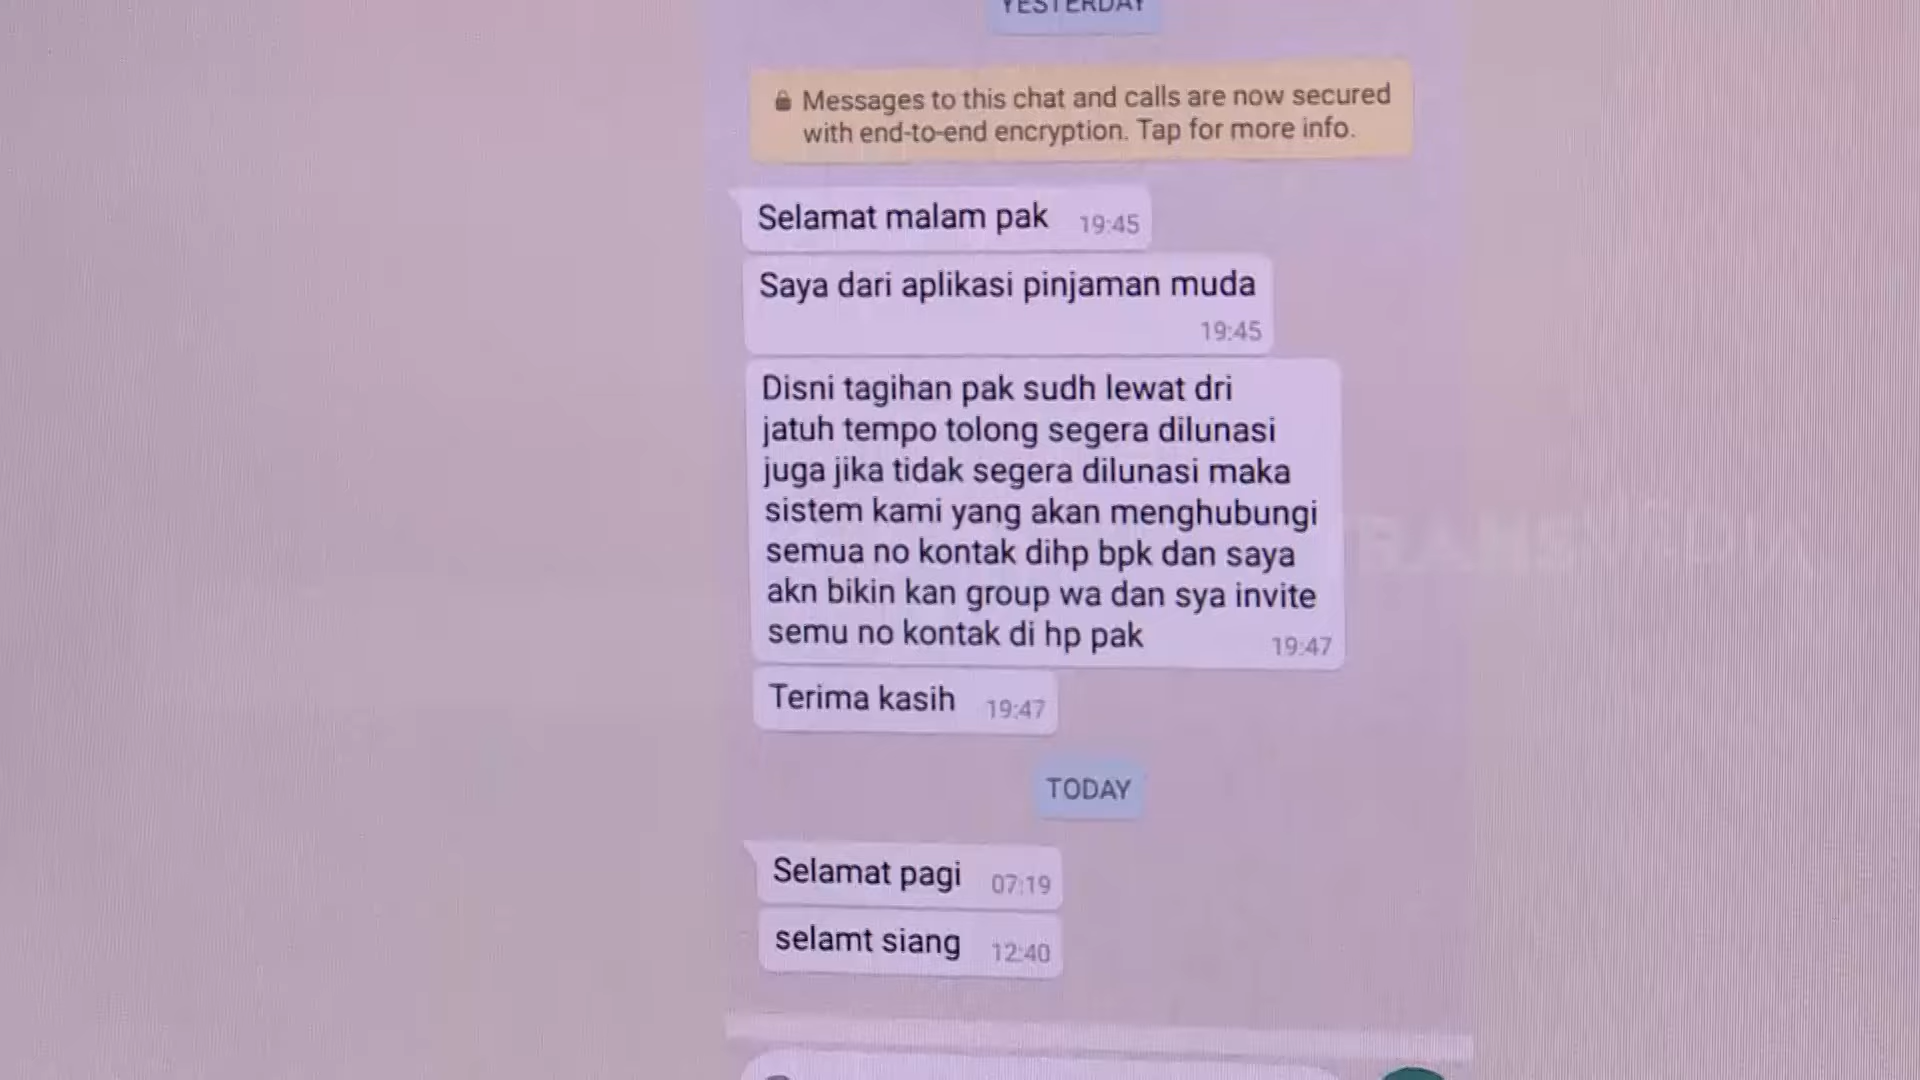 YESTERDAY
Messages to this chat and calls are now secured
with end-to-end encryption. Tap for more info.
Selamat malam pak 19:45
Saya dari aplikasi pinjaman muda
19:45
Disni tagihan pak sudh lewat dri
jatuh tempo tolong segera dilunasi
juga jika tidak segera dilunasi maka
sistem kami yang akan menghubungi
semua no kontak dihp bpk dan saya
akn bikin kan group wa dan sya invite
semu no kontak di hp pak 19:47
Terima kasih 19:47
TODAY
Selamat pagi 07:19
selamt siang 12:40